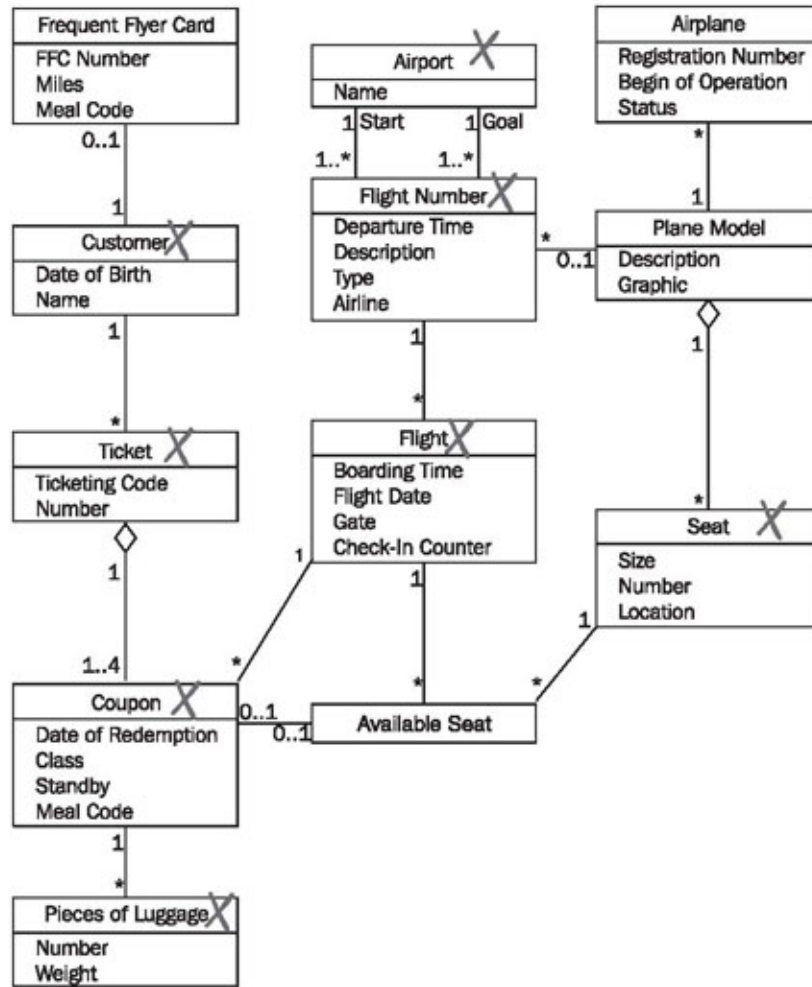 Frequent Flyer Card
FFC Number
Miles
Meal Code
0..1
1
Customer
Date of Birth
Name
1
*
Ticket
Ticketing Code
Number
1
1..4
Coupon
Date of Redemption
Class
Standby
Meal Code
1
*
Pieces of Luggage
Number
Weight
Airport
Name
1 Start
1 Goal
1..*
1..*
Flight Number
Departure Time
Description
Type
Airline
*
0..1
1
*
Flight
Boarding Time
Flight Date
Gate
Check-In Counter
1
*
1
*
Available Seat
0..1
0..1
Airplane
Registration Number
Begin of Operation
Status
*
1
Plane Model
Description
Graphic
1
*
Seat
Size
Number
Location
1
*